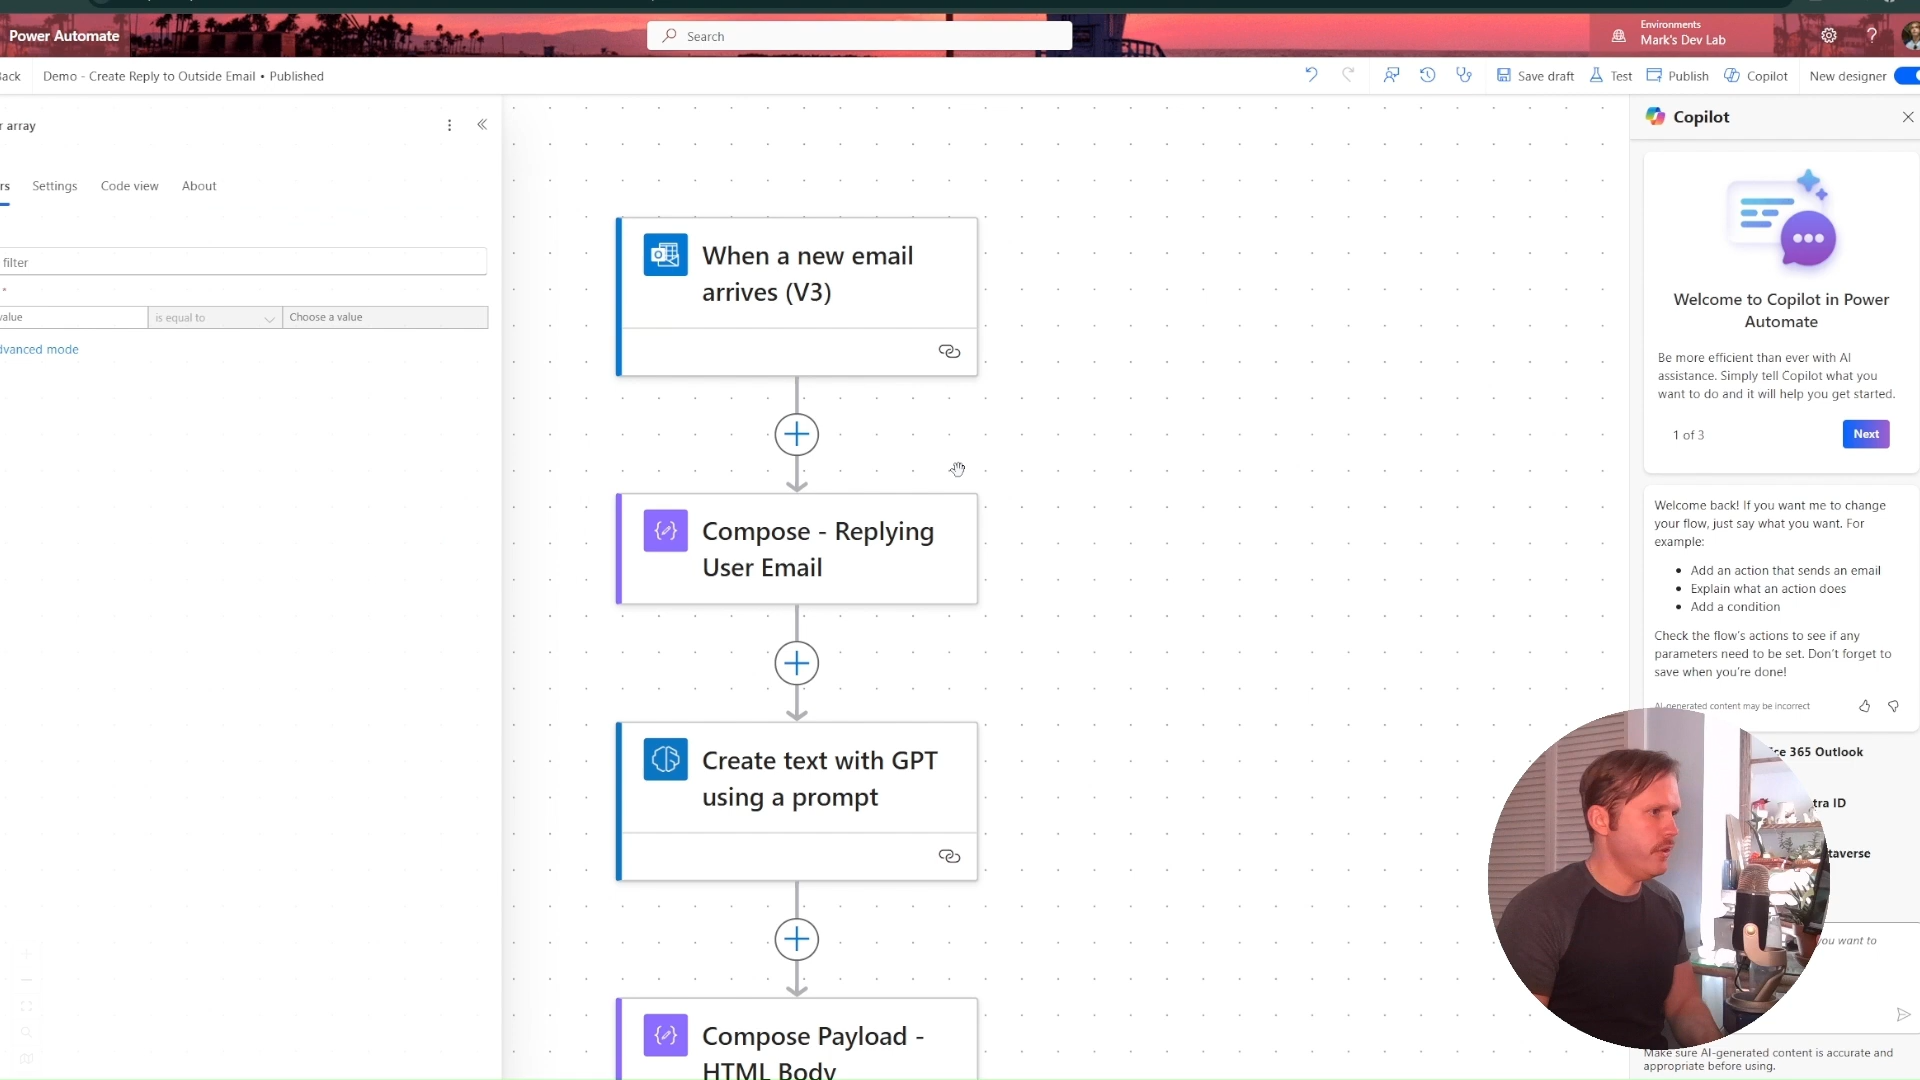 Power Automate
Search
Environments
Mark's Dev Lab
ack
Demo - Create Reply to Outside Email • Published
Save draft
Test
Publish
Copilot
New designer
r array
rs
Settings
Code view
About
filter
*
value
is equal to
Choose a value
dvanced mode
When a new email
arrives (V3)
Compose - Replying
User Email
Create text with GPT
using a prompt
Compose Payload -
HTML Body
Copilot
Welcome to Copilot in Power
Automate
Be more efficient than ever with AI
assistance. Simply tell Copilot what you
want to do and it will help you get started.
1 of 3
Next
Welcome back! If you want me to change
your flow, just say what you want. For
example:
• Add an action that sends an email
• Explain what an action does
• Add a condition
Check the flow's actions to see if any
parameters need to be set. Don't forget to
save when you're done!
AI-generated content may be incorrect
ice 365 Outlook
tra ID
taverse
you want to
Make sure AI-generated content is accurate and
appropriate before using.